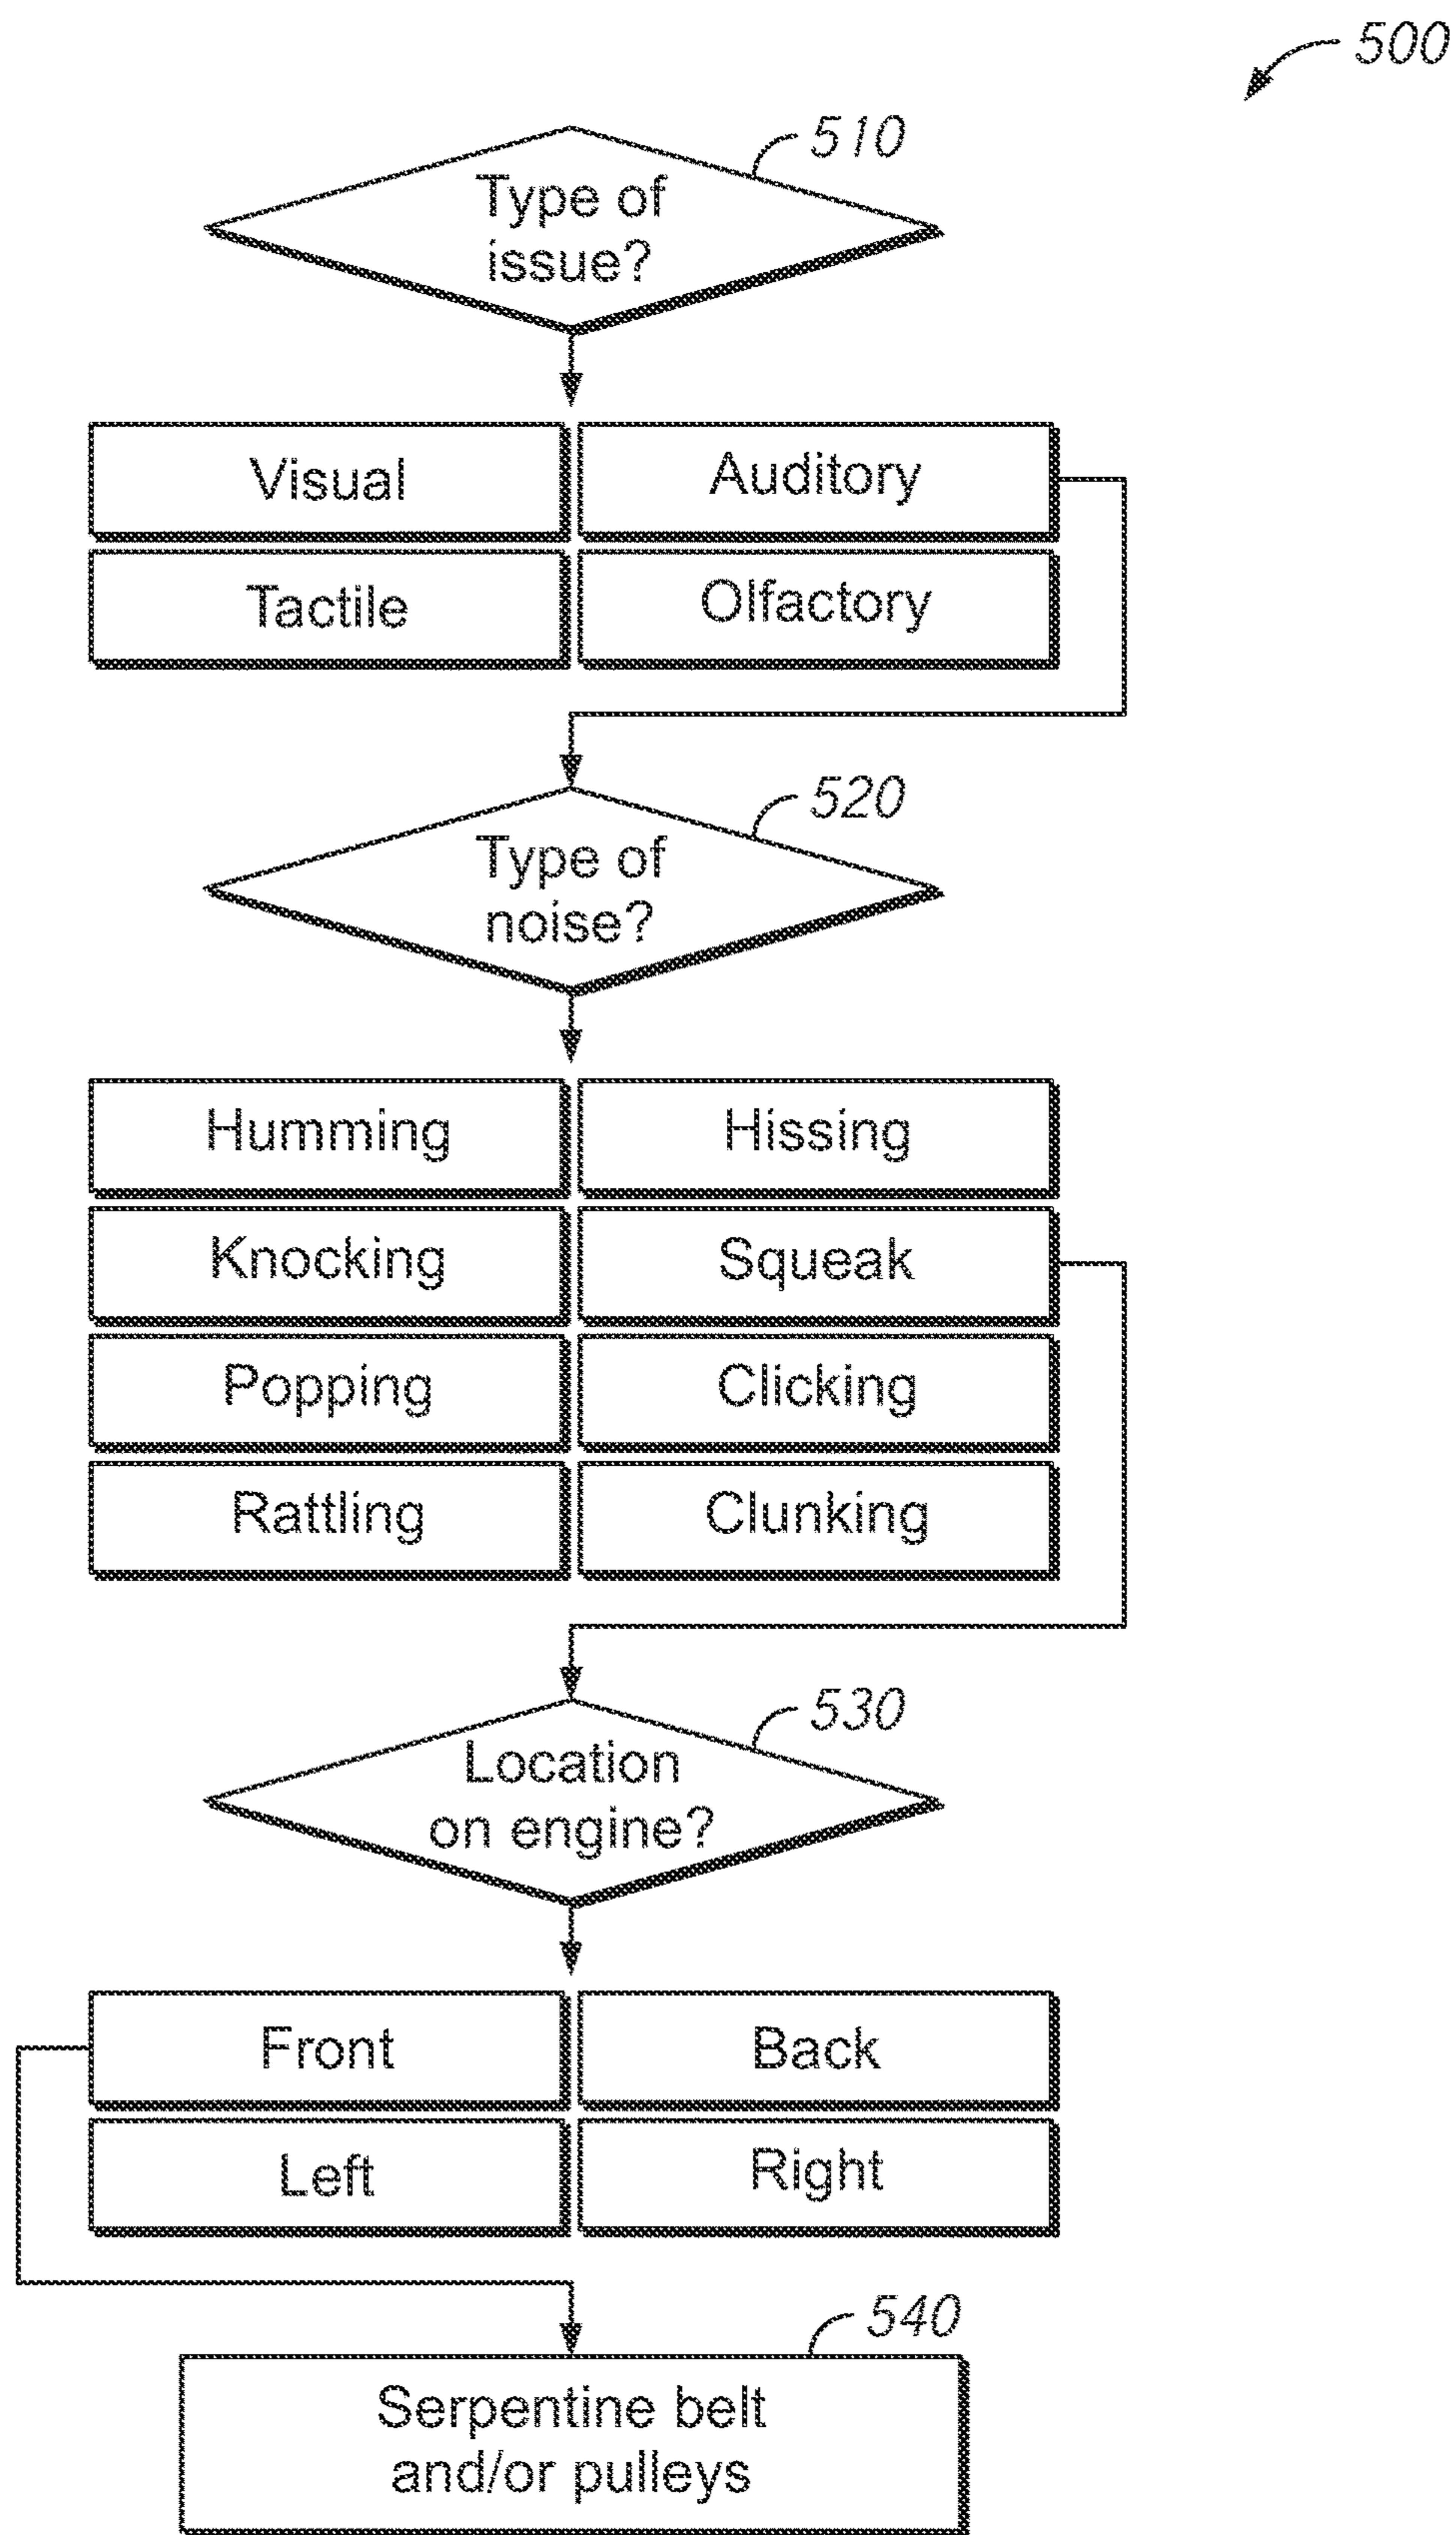 500
510
Type of
issue?
Visual
Auditory
Tactile
Olfactory
520
Type of
noise?
Humming
Hissing
Knocking
Squeak
Popping
Clicking
Rattling
Clunking
530
Location
on engine?
Front
Back
Left
Right
540
Serpentine belt
and/or pulleys